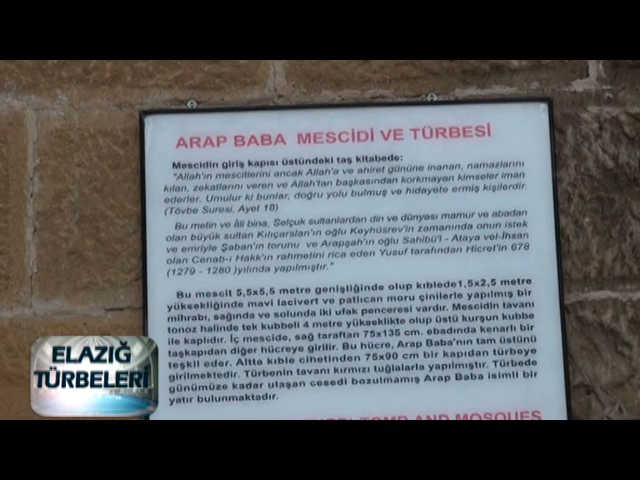 ARAP BABA MESCİDİ VE TÜRBESİ
Mescidin giriş kapısı üstündeki taş kitabede:
"Allah'ın mescitlerini ancak Allah'a ve ahiret gününe inanan, namazlarını
kılan, zekatlarını veren ve Allah'tan başkasından korkmayan kimseler imar
ederler. Umulur ki bunlar, doğru yolu bulmuş ve hidayete ermiş kişilerdir.
(Tövbe Suresi, Ayet 18)
Bu metin ve âli bina, Selçuk sultanlardan din ve dünyası mamur ve abadan
olan büyük sultan Kılıçaralan'ın oğlu Keyhüsrev'in zamanında onun istek
ve emriyle Şaban'ın torunu ve Arapşah'ın oğlu Sahibü'l - Ataya vel-İhsan
olan Cenab-ı Hakk'ın rahmetini rica eden Yusuf tarafından Hicret'in 678
(1279 - 1280 )yılında yapılmıştır."
Bu mescit 5,5x5,5 metre genişliğinde olup kıblede1,5x2,5 metre
yüksekliğinde mavi lacivert ve patlıcan moru çinilerle yapılmış bir
mihrabı, sağında ve solunda iki ufak penceresi vardır. Mescidin tavanı
tonoz halinde tek kubbeli 4 metre yükseklikte olup üstü kurşun kubbe
ile kaplıdır. İç mescide, sağ taraftan 75x135 cm. ebadında kenarlı bir
taşkapıdan diğer hücreye girilir. Bu hücre, Arap Baba'nın tam üstünü
teşkil eder. Altta kıble cihetinden 75x90 cm bir kapıdan türbeye
girilmektedir. Türbenin tavanı kırmızı tuğlalarla yapılmıştır. Türbede
günümüze kadar ulaşan cesedi bozulmamış Arap Baba isimli bir
yatır bulunmaktadır.
TOMB AND MOSQUES
ELAZIĞ
TÜRBELERİ